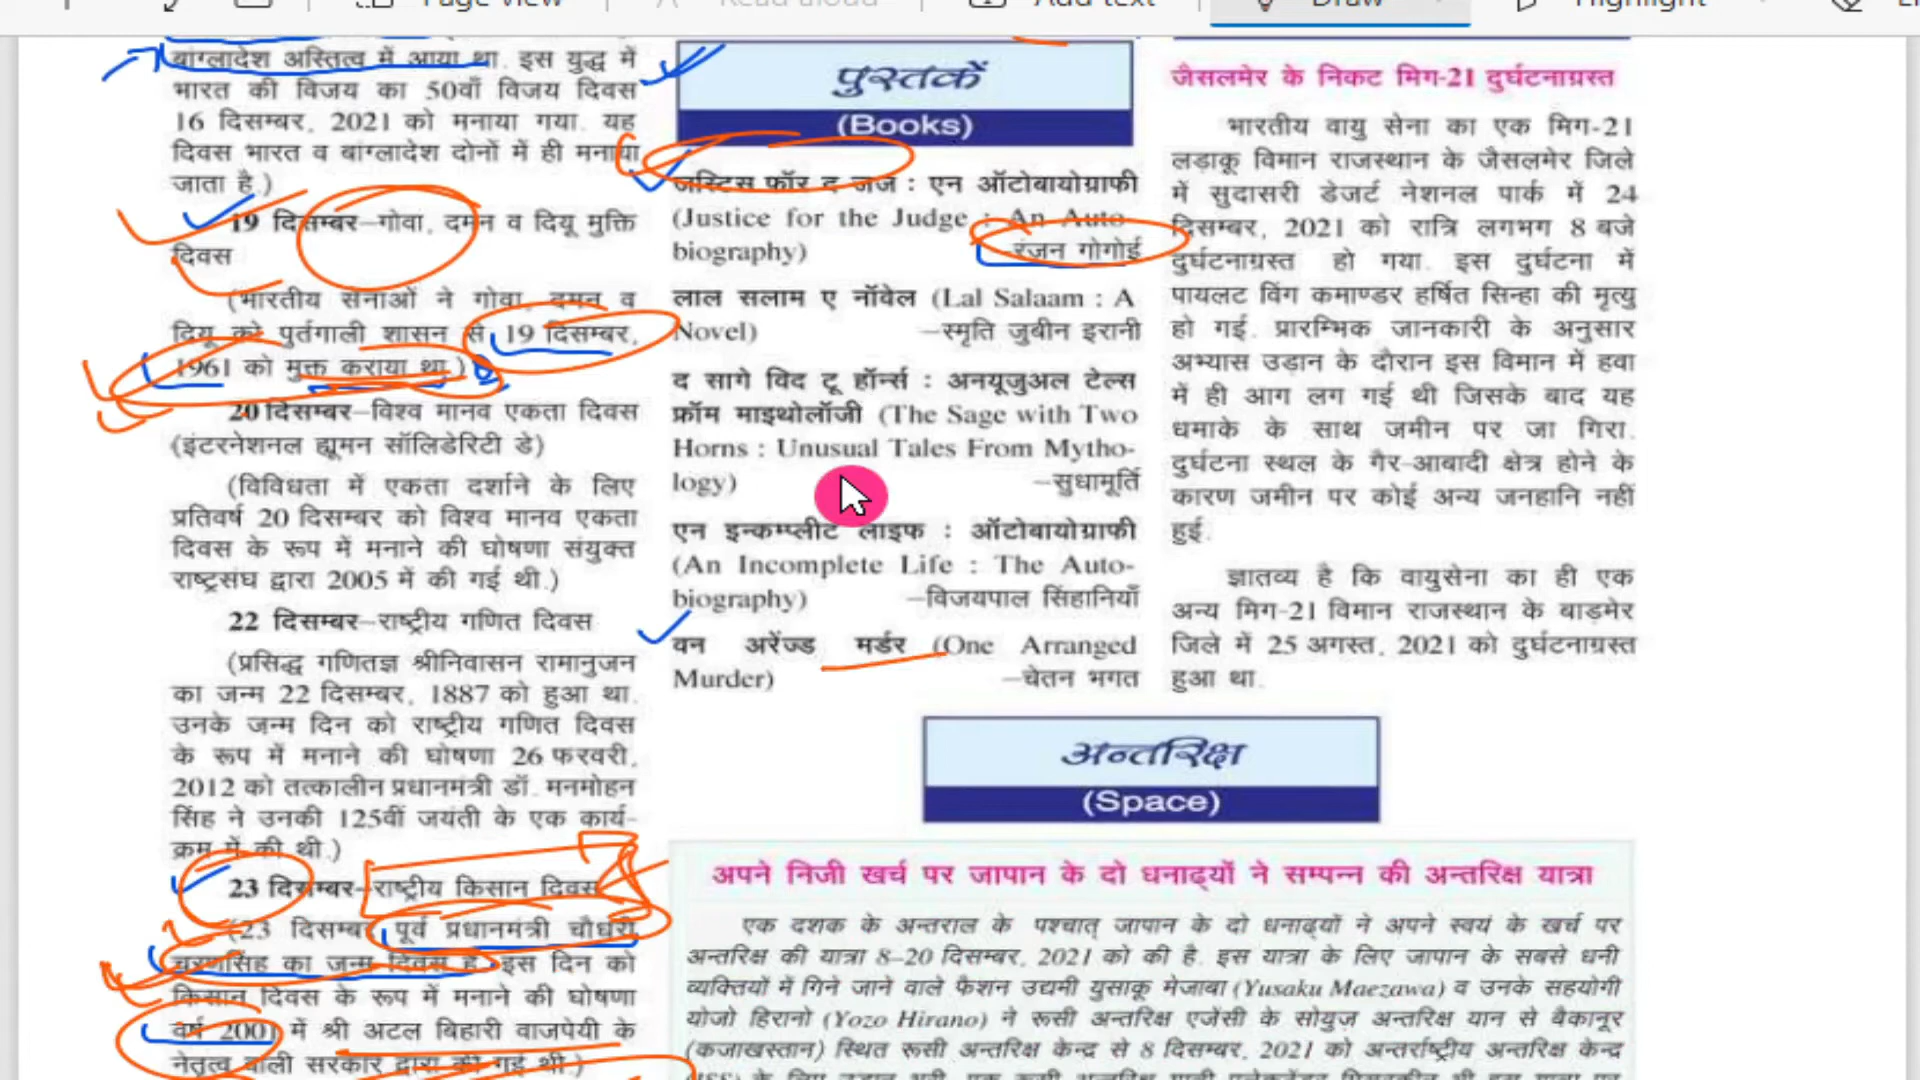 Page view
Read aloud
Add text
Draw
Highlight
बांग्लादेश अस्तित्व में आया था. इस युद्ध में
भारत की विजय का 50वाँ विजय दिवस
16 दिसम्बर, 2021 को मनाया गया. यह
दिवस भारत व बांग्लादेश दोनों में ही मनाया
जाता है.)
19 दिसम्बर–गोवा, दमन व दियू मुक्ति
दिवस
(भारतीय सेनाओं ने गोवा, दमन व
दियू को पुर्तगाली शासन से 19 दिसम्बर,
1961 को मुक्त कराया था.)
20 दिसम्बर–विश्व मानव एकता दिवस
(इंटरनेशनल ह्यूमन सॉलिडेरिटी डे)
(विविधता में एकता दर्शाने के लिए
प्रतिवर्ष 20 दिसम्बर को विश्व मानव एकता
दिवस के रूप में मनाने की घोषणा संयुक्त
राष्ट्रसंघ द्वारा 2005 में की गई थी.)
22 दिसम्बर–राष्ट्रीय गणित दिवस
(प्रसिद्ध गणितज्ञ श्रीनिवासन रामानुजन
का जन्म 22 दिसम्बर, 1887 को हुआ था.
उनके जन्म दिन को राष्ट्रीय गणित दिवस
के रूप में मनाने की घोषणा 26 फरवरी,
2012 को तत्कालीन प्रधानमंत्री डॉ. मनमोहन
सिंह ने उनकी 125वीं जयंती के एक कार्य-
क्रम में की थी.)
23 दिसम्बर–राष्ट्रीय किसान दिवस
(23 दिसम्बर पूर्व प्रधानमंत्री चौधरी
चरणसिंह का जन्म दिवस है. इस दिन को
किसान दिवस के रूप में मनाने की घोषणा
वर्ष 2001 में श्री अटल बिहारी वाजपेयी के
नेतृत्व वाली सरकार द्वारा की गई थी.)
पुस्तकें
(Books)
जस्टिस फॉर द जज : एन ऑटोबायोग्राफी
(Justice for the Judge : An Auto-
biography) रंजन गोगोई
लाल सलाम ए नॉवेल (Lal Salaam : A
Novel) –स्मृति जुबीन इरानी
द सागे विद टू हॉर्न्स : अनयूजुअल टेल्स
फ्रॉम माइथोलॉजी (The Sage with Two
Horns : Unusual Tales From Mytho-
logy) –सुधामूर्ति
एन इन्कम्प्लीट लाइफ : ऑटोबायोग्राफी
(An Incomplete Life : The Auto-
biography) –विजयपाल सिंहानियाँ
वन अरेंज्ड मर्डर (One Arranged
Murder) –चेतन भगत
जैसलमेर के निकट मिग-21 दुर्घटनाग्रस्त
भारतीय वायु सेना का एक मिग-21
लड़ाकू विमान राजस्थान के जैसलमेर जिले
में सुदासरी डेजर्ट नेशनल पार्क में 24
दिसम्बर, 2021 को रात्रि लगभग 8 बजे
दुर्घटनाग्रस्त हो गया. इस दुर्घटना में
पायलट विंग कमाण्डर हर्षित सिन्हा की मृत्यु
हो गई. प्रारम्भिक जानकारी के अनुसार
अभ्यास उड़ान के दौरान इस विमान में हवा
में ही आग लग गई थी जिसके बाद यह
धमाके के साथ जमीन पर जा गिरा.
दुर्घटना स्थल के गैर-आबादी क्षेत्र होने के
कारण जमीन पर कोई अन्य जनहानि नहीं
हुई.
ज्ञातव्य है कि वायुसेना का ही एक
अन्य मिग-21 विमान राजस्थान के बाडमेर
जिले में 25 अगस्त, 2021 को दुर्घटनाग्रस्त
हुआ था.
अन्तरिक्ष
(Space)
अपने निजी खर्च पर जापान के दो धनाढ्यों ने सम्पन्न की अन्तरिक्ष यात्रा
एक दशक के अन्तराल के पश्चात् जापान के दो धनाढ्यों ने अपने स्वयं के खर्च पर
अन्तरिक्ष की यात्रा 8–20 दिसम्बर, 2021 को की है. इस यात्रा के लिए जापान के सबसे धनी
व्यक्तियों में गिने जाने वाले फैशन उद्यमी युसाकू मेजाबा (Yusaku Maezawa) व उनके सहयोगी
योजो हिरानो (Yozo Hirano) ने रूसी अन्तरिक्ष एजेंसी के सोयुज़ अन्तरिक्ष यान से बैकानूर
(कजाखस्तान) स्थित रूसी अन्तरिक्ष केन्द्र से 8 दिसम्बर, 2021 को अन्तर्राष्ट्रीय अन्तरिक्ष केन्द्र